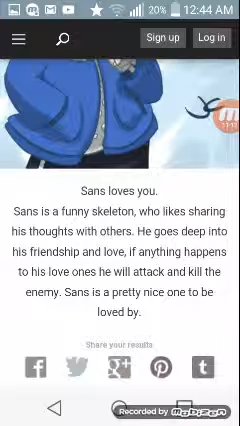 20% 12:44 AM
Sign up Log in
Sans loves you.
Sans is a funny skeleton, who likes sharing
his thoughts with others. He goes deep into
his friendship and love, if anything happens
to his love ones he will attack and kill the
enemy. Sans is a pretty nice one to be
loved by.
Share your results
Recorded by mobizen